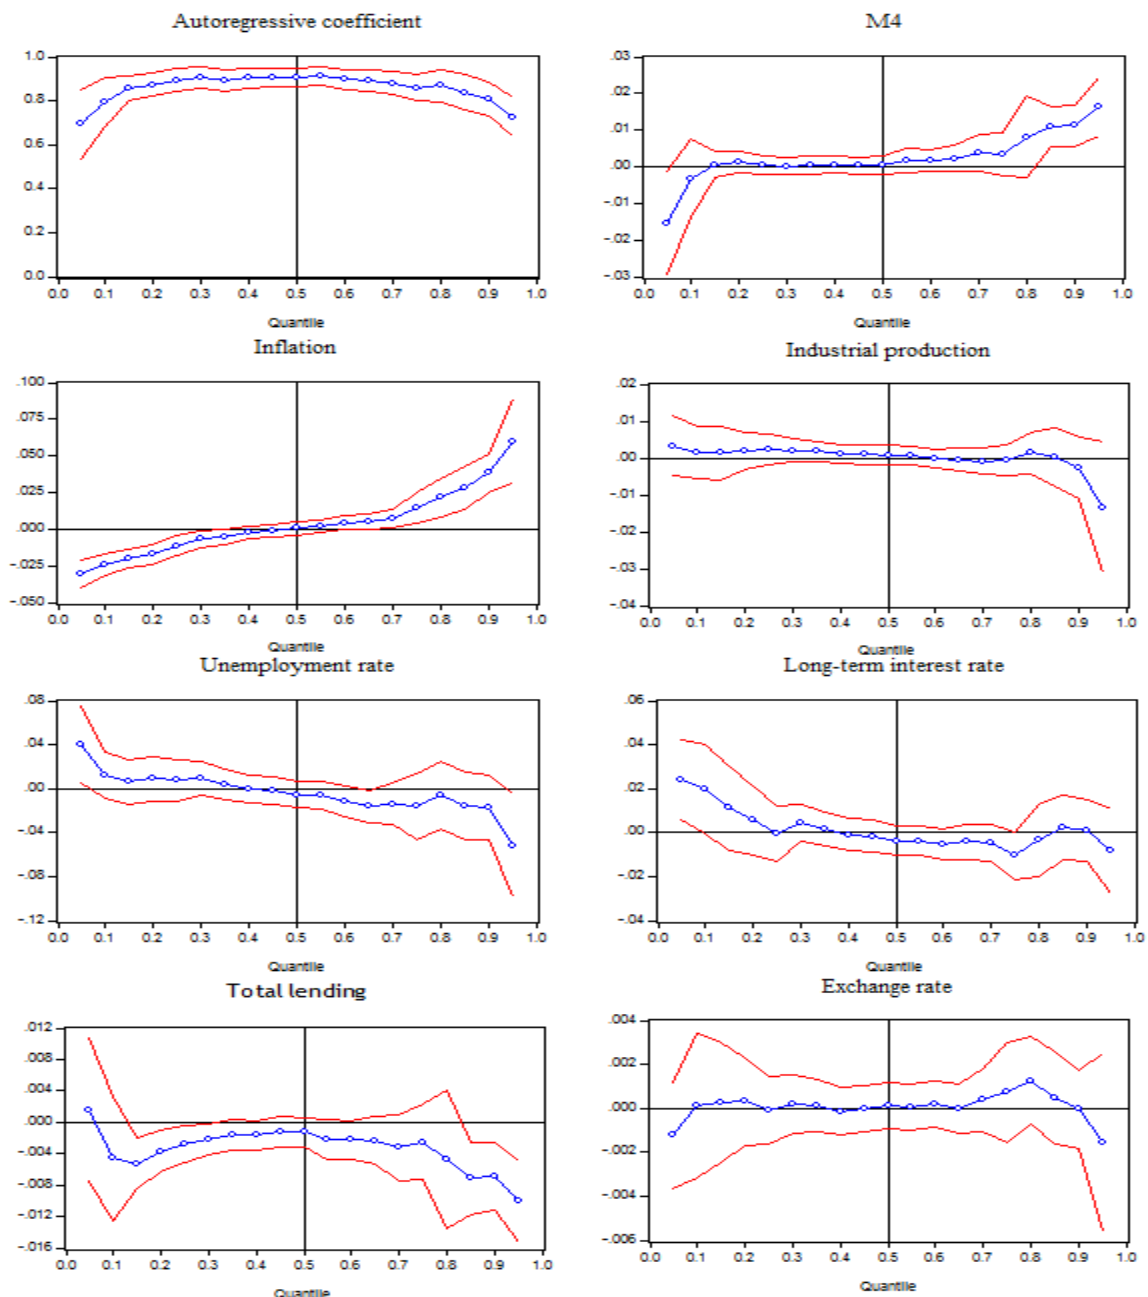 Autoregressive coefficient
1.0
0.8
0.6
0.4
0.2
0.0
0.0 0.1 0.2 0.3 0.4 0.5 0.6 0.7 0.8 0.9 1.0
Quantile
M4
.03
.02
.01
.00
-.01
-.02
-.03
0.0 0.1 0.2 0.3 0.4 0.5 0.6 0.7 0.8 0.9 1.0
Quantile
Inflation
.100
.075
.050
.025
.000
-.025
-.050
0.0 0.1 0.2 0.3 0.4 0.5 0.6 0.7 0.8 0.9 1.0
Quantile
Industrial production
.02
.01
.00
-.01
-.02
-.03
-.04
0.0 0.1 0.2 0.3 0.4 0.5 0.6 0.7 0.8 0.9 1.0
Quantile
Unemployment rate
.08
.04
.00
-.04
-.08
-.12
0.0 0.1 0.2 0.3 0.4 0.5 0.6 0.7 0.8 0.9 1.0
Quantile
Long-term interest rate
.06
.04
.02
.00
-.02
-.04
0.0 0.1 0.2 0.3 0.4 0.5 0.6 0.7 0.8 0.9 1.0
Quantile
Total lending
.012
.008
.004
.000
-.004
-.008
-.012
-.016
0.0 0.1 0.2 0.3 0.4 0.5 0.6 0.7 0.8 0.9 1.0
Quantile
Exchange rate
.004
.002
.000
-.002
-.004
-.006
0.0 0.1 0.2 0.3 0.4 0.5 0.6 0.7 0.8 0.9 1.0
Quantile